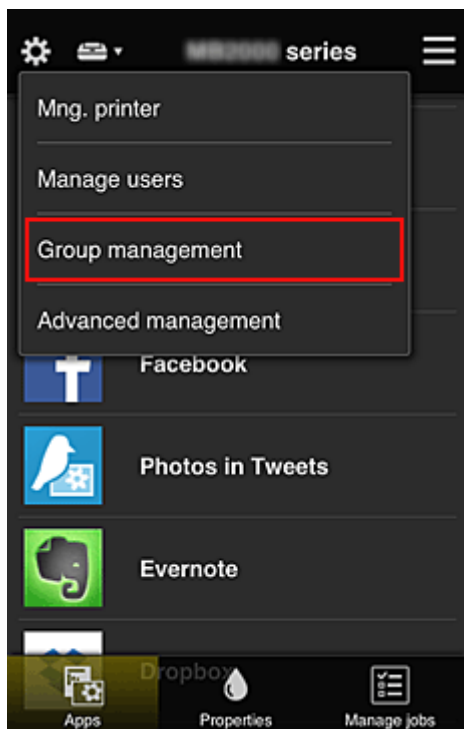 series
Mng. printer
Manage users
Group management
Advanced management
Facebook
Photos in Tweets
Evernote
Dropbox
Apps
Properties
Manage jobs